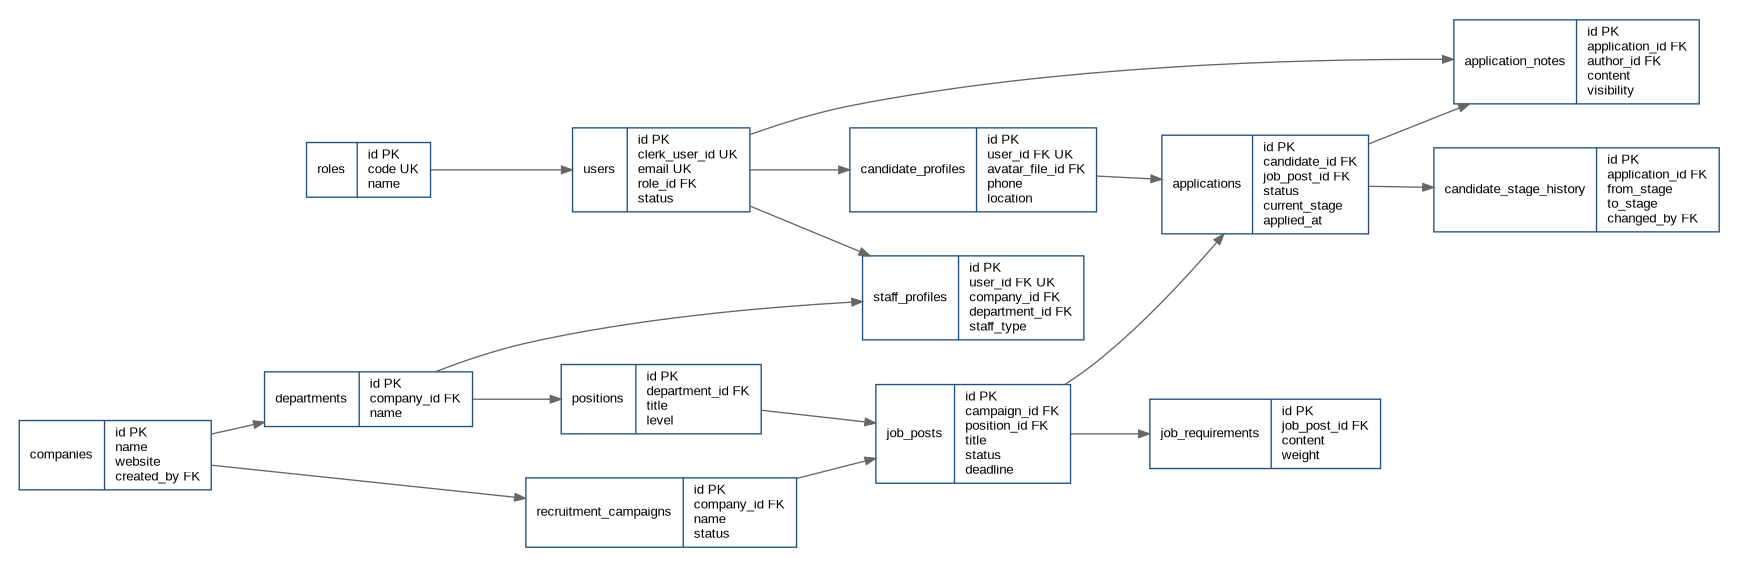 application_notes
id PK
application_id FK
author_id FK
content
visibility
roles
id PK
code UK
name
users
id PK
clerk_user_id UK
email UK
role_id FK
status
candidate_profiles
id PK
user_id FK UK
avatar_file_id FK
phone
location
applications
id PK
candidate_id FK
job_post_id FK
status
current_stage
applied_at
candidate_stage_history
id PK
application_id FK
from_stage
to_stage
changed_by FK
staff_profiles
id PK
user_id FK UK
company_id FK
department_id FK
staff_type
companies
id PK
name
website
created_by FK
departments
id PK
company_id FK
name
positions
id PK
department_id FK
title
level
job_posts
id PK
campaign_id FK
position_id FK
title
status
deadline
job_requirements
id PK
job_post_id FK
content
weight
recruitment_campaigns
id PK
company_id FK
name
status